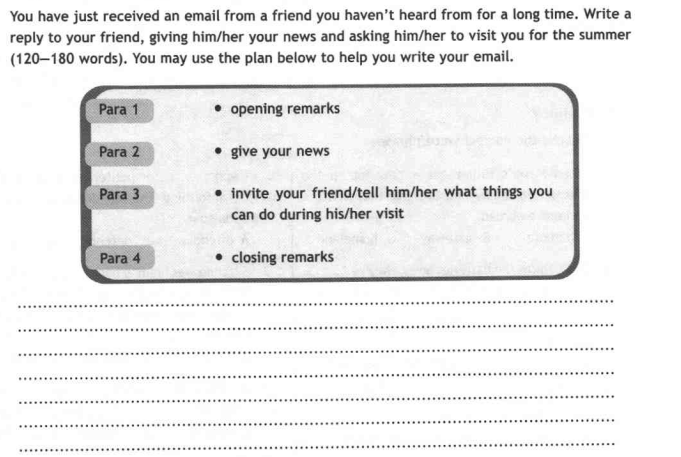 You have just received an email from a friend you haven't heard from for a long time. Write a
reply to your friend, giving him/her your news and asking him/her to visit you for the summer
(120–180 words). You may use the plan below to help you write your email.
Para 1 • opening remarks
Para 2 • give your news
Para 3 • invite your friend/tell him/her what things you
can do during his/her visit
Para 4 • closing remarks